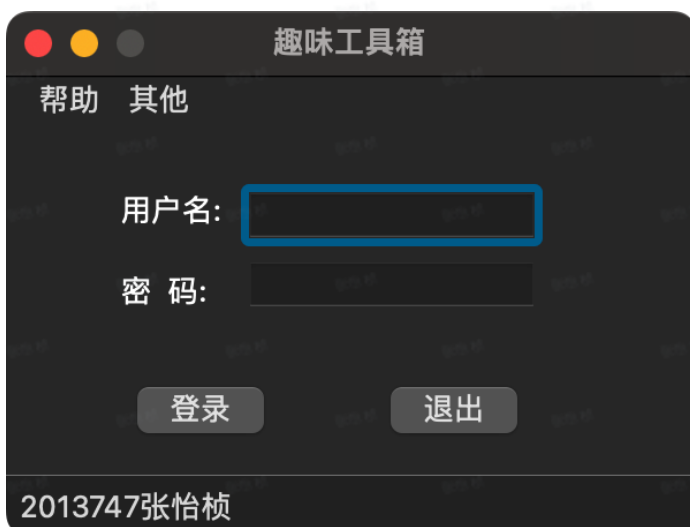 趣味工具箱
帮助 其他
用户名:
密 码:
登录 退出
2013747张怡桢